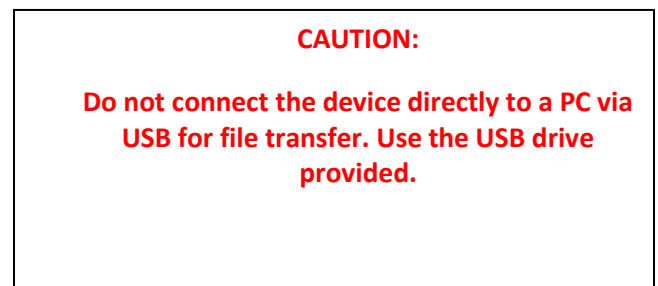 CAUTION:
Do not connect the device directly to a PC via
USB for file transfer. Use the USB drive
provided.